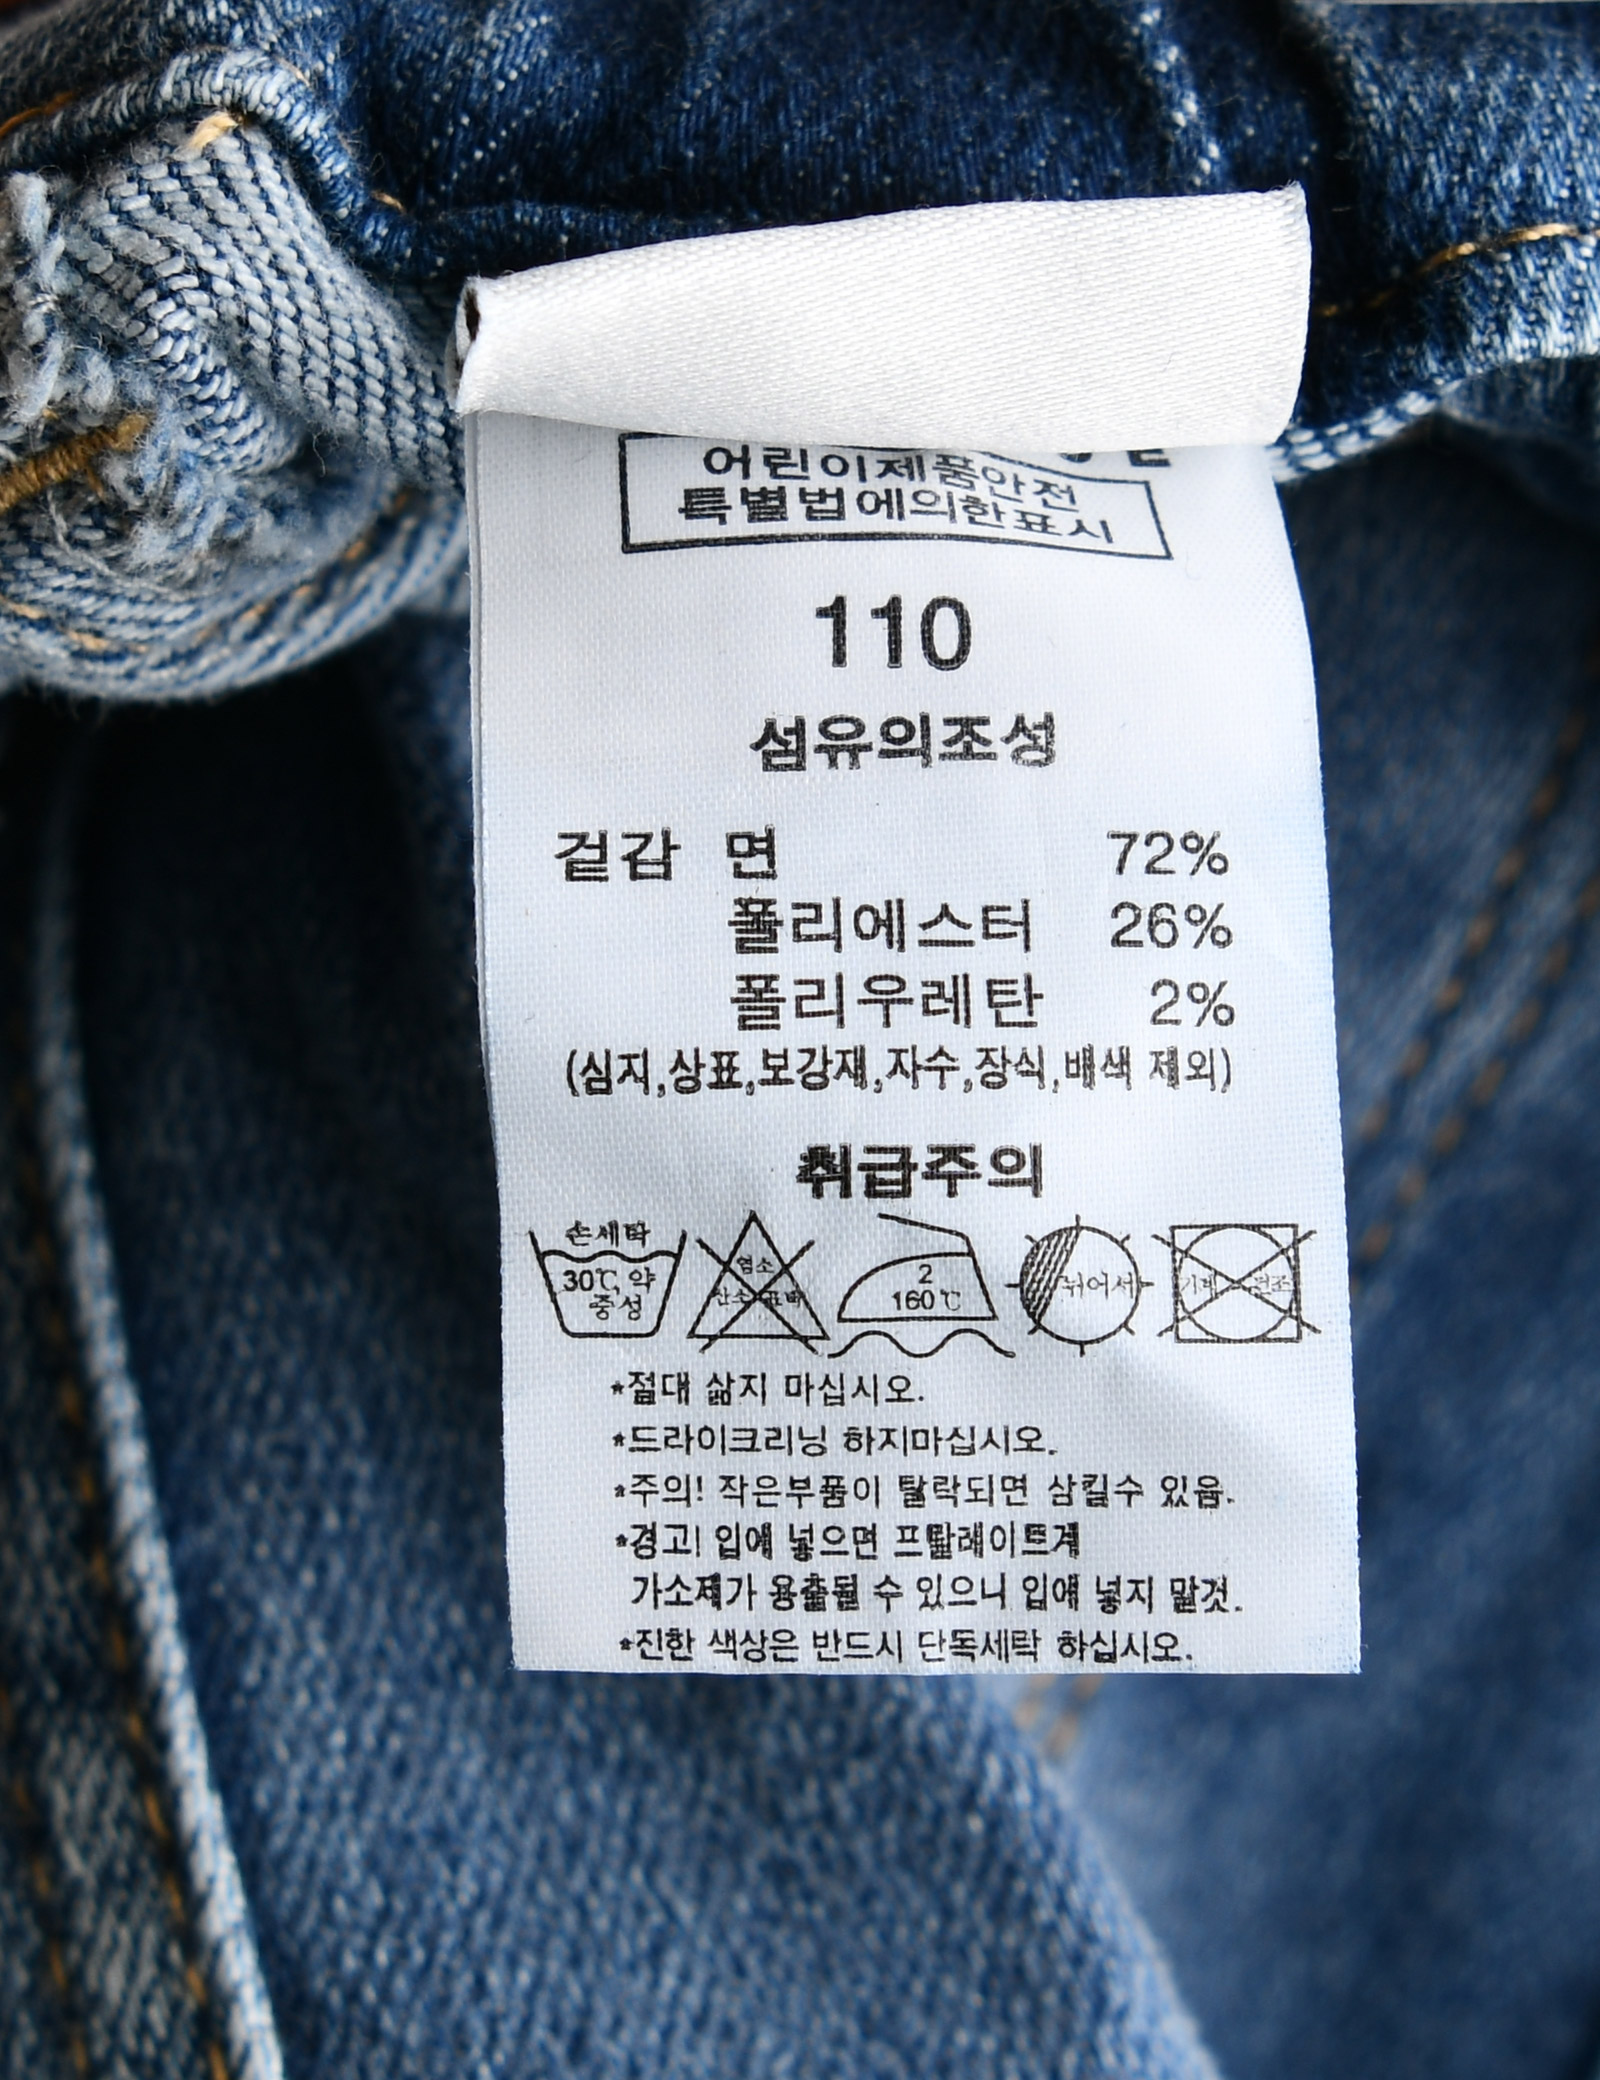 어린이제품안전
특별법에의한표시
110
섬유의조성
겉감 면 72%
폴리에스터 26%
폴리우레탄 2%
(심지,상표,보강재,자수,장식,배색 제외)
취급주의
손세탁
30℃, 약
중성
염소
산소 표백
2
160℃
뉘어서
기계 건조
*절대 삶지 마십시오.
*드라이크리닝 하지마십시오.
*주의! 작은부품이 탈락되면 삼킬수 있음.
*경고! 입에 넣으면 프탈레이트계
가소제가 용출될 수 있으니 입에 넣지 말것.
*진한 색상은 반드시 단독세탁 하십시오.